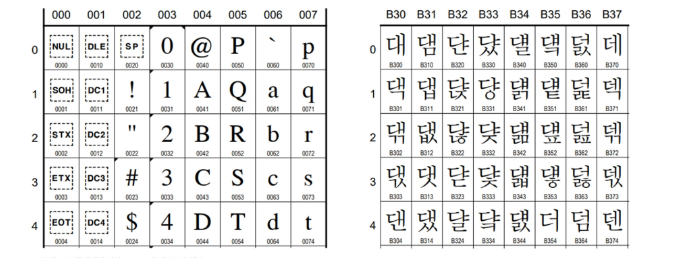 000 001 002 003 004 005 006 007
0 NUL DLE SP 0 @ P ` p
0000 0010 0020 0030 0040 0050 0060 0070
1 SOH DC1 ! 1 A Q a q
0001 0011 0021 0031 0041 0051 0061 0071
2 STX DC2 " 2 B R b r
0002 0012 0022 0032 0042 0052 0062 0072
3 ETX DC3 # 3 C S c s
0003 0013 0023 0033 0043 0053 0063 0073
4 EOT DC4 $ 4 D T d t
0004 0014 0024 0034 0044 0054 0064 0074
B30 B31 B32 B33 B34 B35 B36 B37
0 대 댐 댠 댰 덀 덐 덠 데
B300 B310 B320 B330 B340 B350 B360 B370
1 댁 댑 댡 댱 덁 덑 덡 덱
B301 B311 B321 B331 B341 B351 B361 B371
2 댂 댒 댢 댲 덂 덒 덢 덲
B302 B312 B322 B332 B342 B352 B362 B372
3 댃 댓 댣 댳 덃 덓 덣 덳
B303 B313 B323 B333 B343 B353 B363 B373
4 댄 댔 댤 댴 덄 더 덤 덴
B304 B314 B324 B334 B344 B354 B364 B374